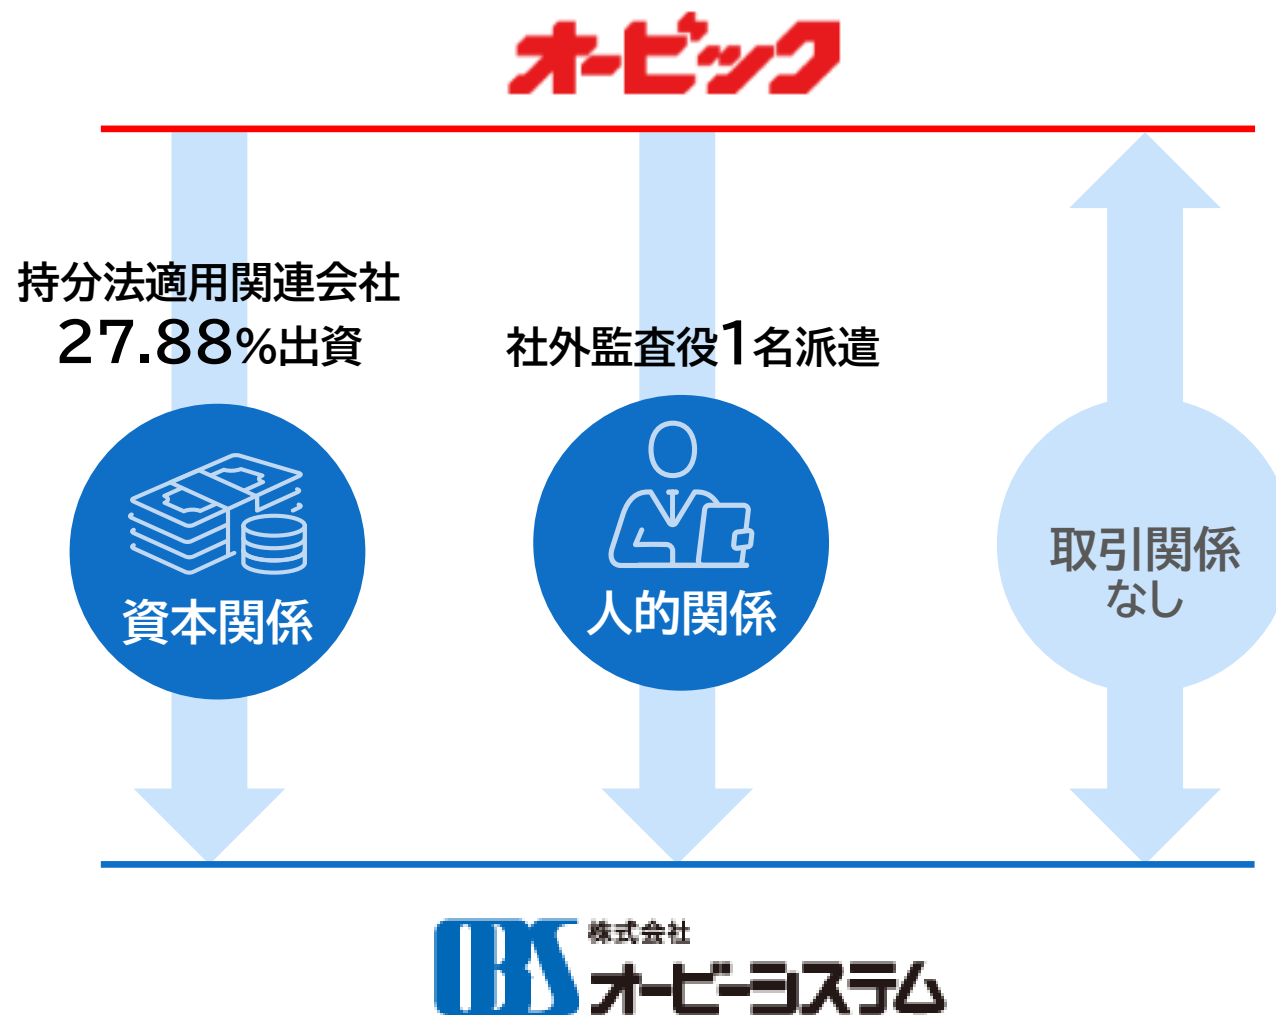 オービック
持分法適用関連会社
27.88%出資
社外監査役1名派遣
資本関係
人的関係
取引関係
なし
OBS
株式会社
オービーシステム